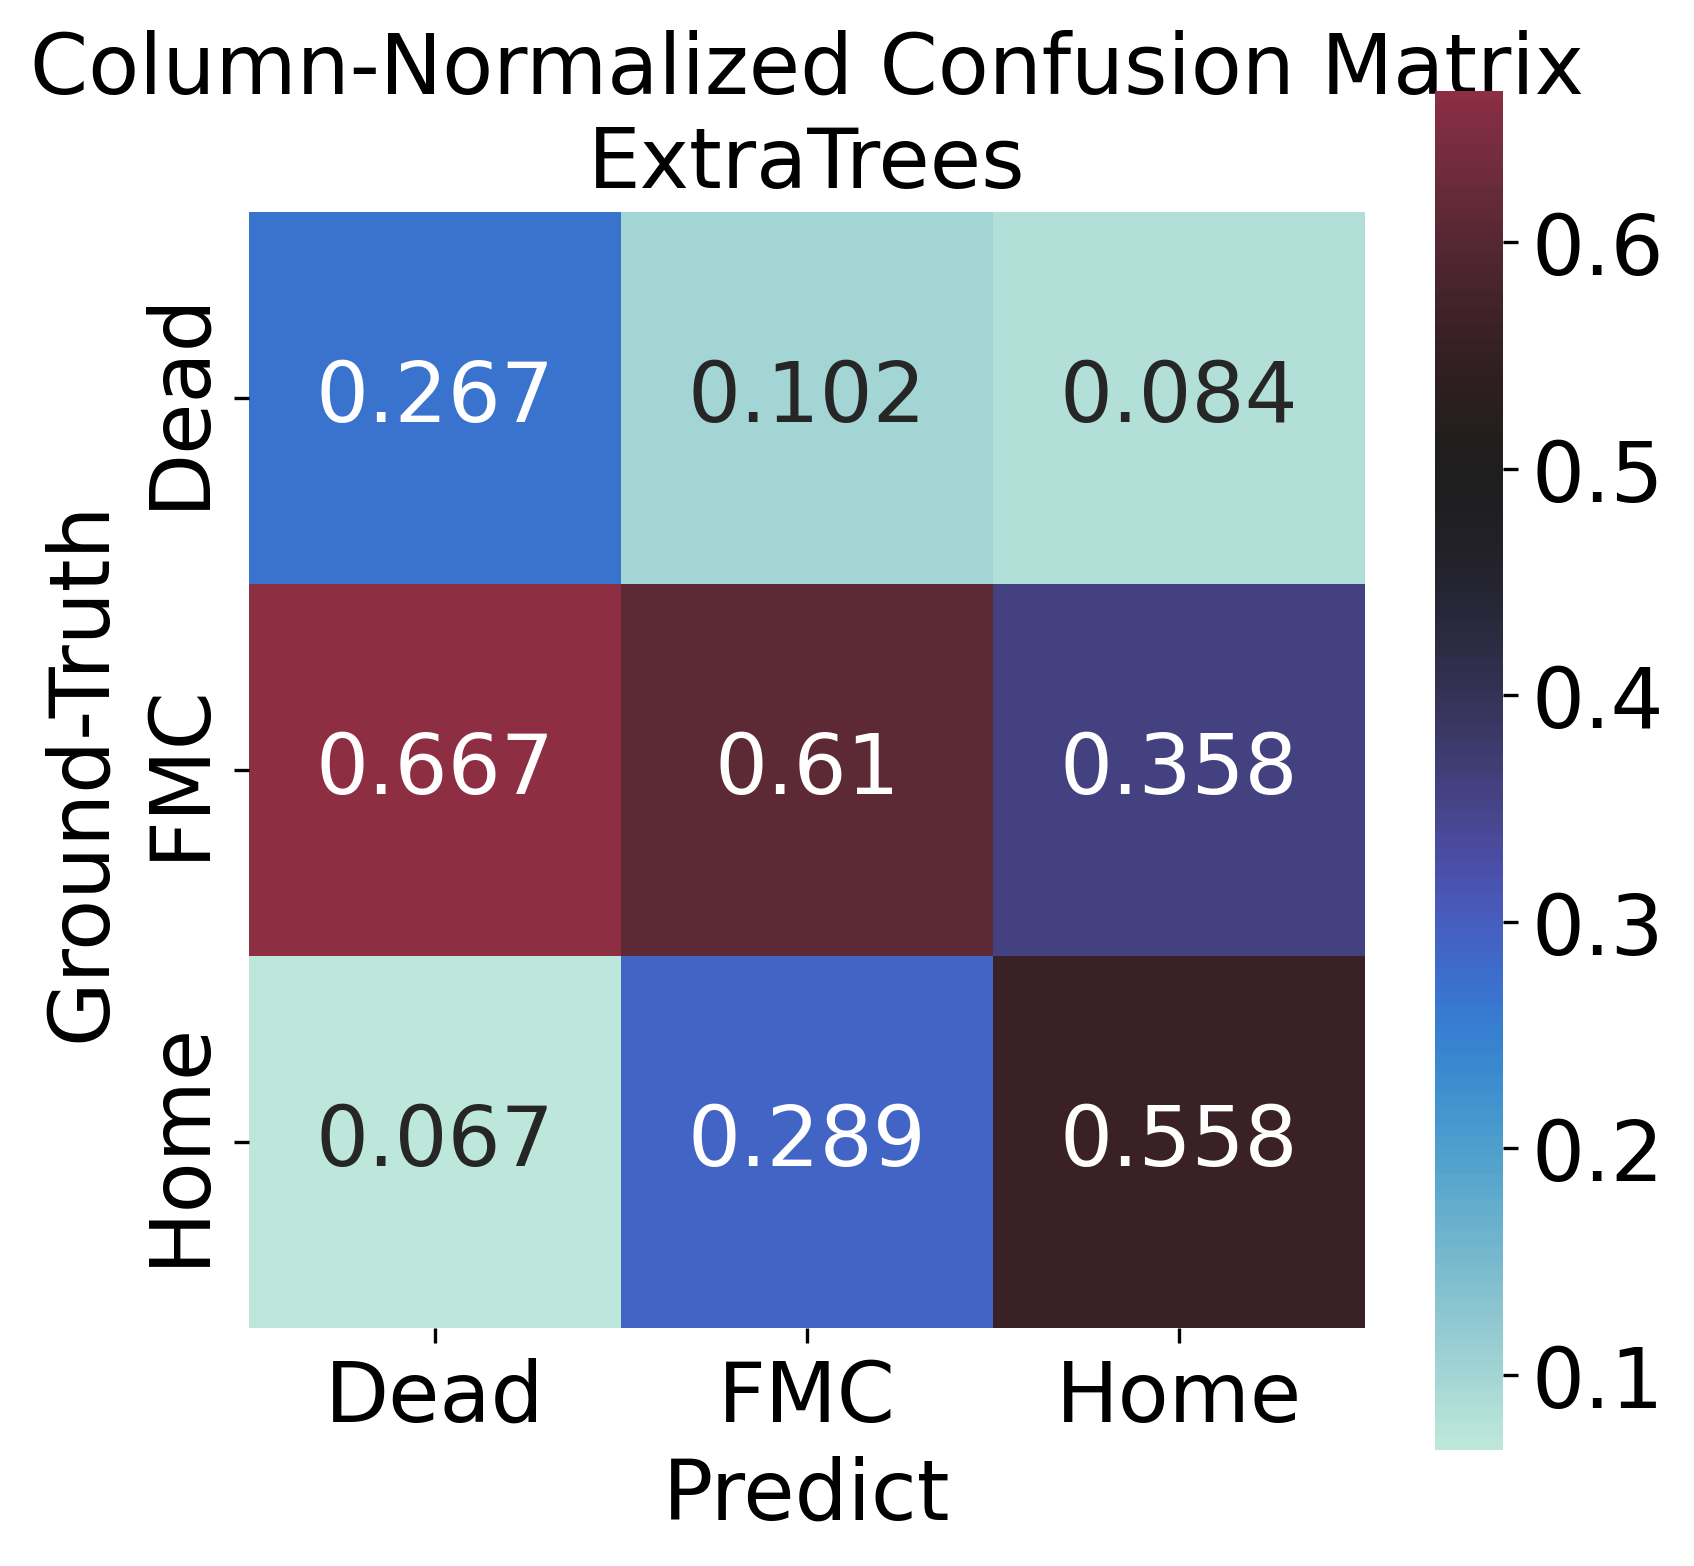 Column-Normalized Confusion Matrix
ExtraTrees
Ground-Truth
Dead
0.267 0.102 0.084
FMC
0.667 0.61 0.358
Home
0.067 0.289 0.558
Dead FMC Home
Predict
0.6
0.5
0.4
0.3
0.2
0.1